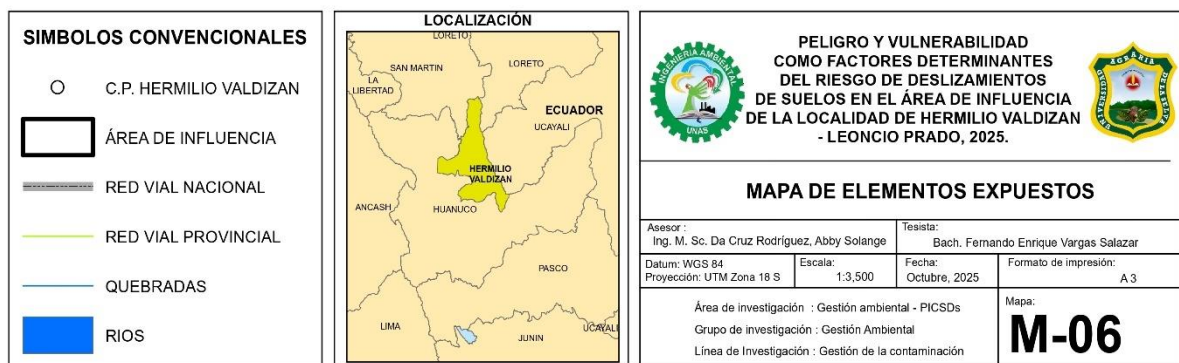 SIMBOLOS CONVENCIONALES
C.P. HERMILIO VALDIZAN
ÁREA DE INFLUENCIA
RED VIAL NACIONAL
RED VIAL PROVINCIAL
QUEBRADAS
RIOS
LOCALIZACIÓN
LORETO
SAN MARTIN
LORETO
LA
LIBERTAD
ECUADOR
UCAYALI
HERMILIO
VALDIZAN
ANCASH
HUANUCO
PASCO
LIMA
JUNIN
UCAYALI
INGENIERÍA AMBIENTAL
UNAS
PELIGRO Y VULNERABILIDAD
COMO FACTORES DETERMINANTES
DEL RIESGO DE DESLIZAMIENTOS
DE SUELOS EN EL ÁREA DE INFLUENCIA
DE LA LOCALIDAD DE HERMILIO VALDIZAN
- LEONCIO PRADO, 2025.
MAPA DE ELEMENTOS EXPUESTOS
Asesor :
Ing. M. Sc. Da Cruz Rodríguez, Abby Solange
Tesista:
Bach. Fernando Enrique Vargas Salazar
Datum: WGS 84
Proyección: UTM Zona 18 S
Escala:
1:3,500
Fecha:
Octubre, 2025
Formato de impresión:
A 3
Área de investigación : Gestión ambiental - PICSDs
Grupo de investigación : Gestión Ambiental
Línea de Investigación : Gestión de la contaminación
Mapa:
M-06